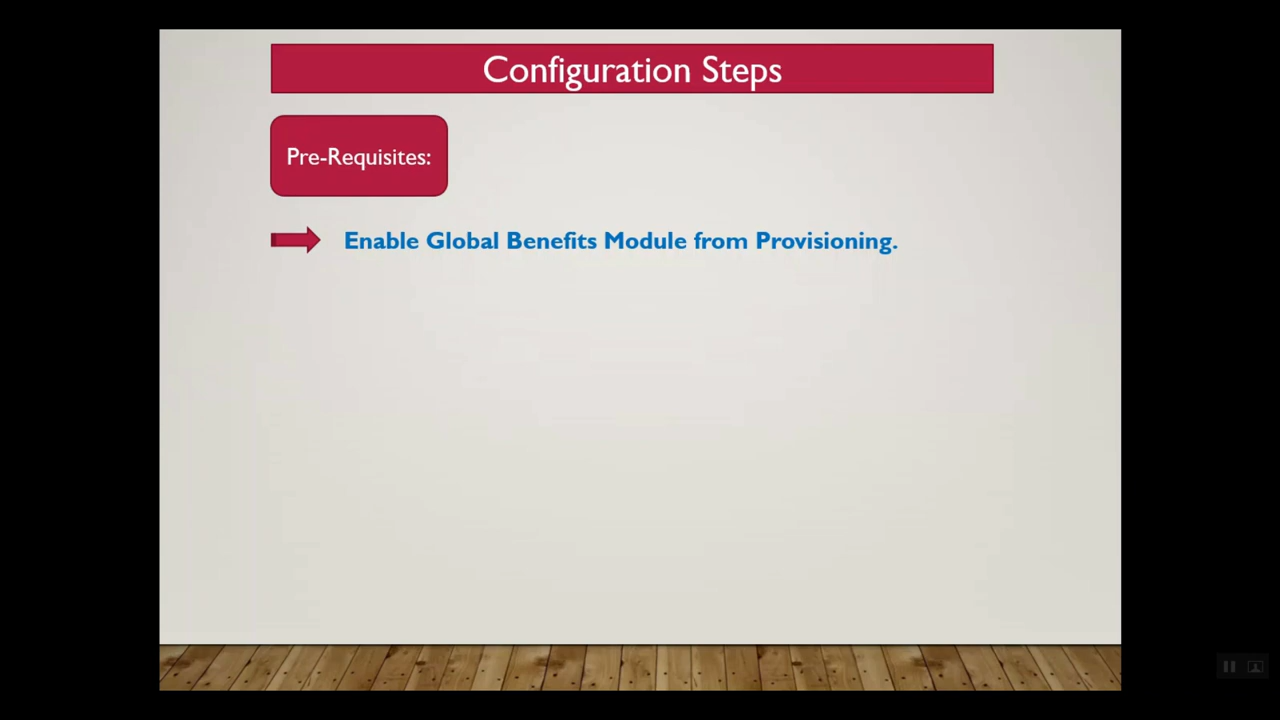 Configuration Steps
Pre-Requisites:
Enable Global Benefits Module from Provisioning.